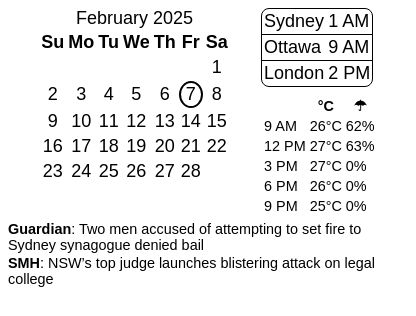 February 2025
Su Mo Tu We Th Fr Sa
1
2 3 4 5 6 7 8
9 10 11 12 13 14 15
16 17 18 19 20 21 22
23 24 25 26 27 28
Sydney 1 AM
Ottawa 9 AM
London 2 PM
°C ☂
9 AM 26°C 62%
12 PM 27°C 63%
3 PM 27°C 0%
6 PM 26°C 0%
9 PM 25°C 0%
Guardian: Two men accused of attempting to set fire to
Sydney synagogue denied bail
SMH: NSW's top judge launches blistering attack on legal
college